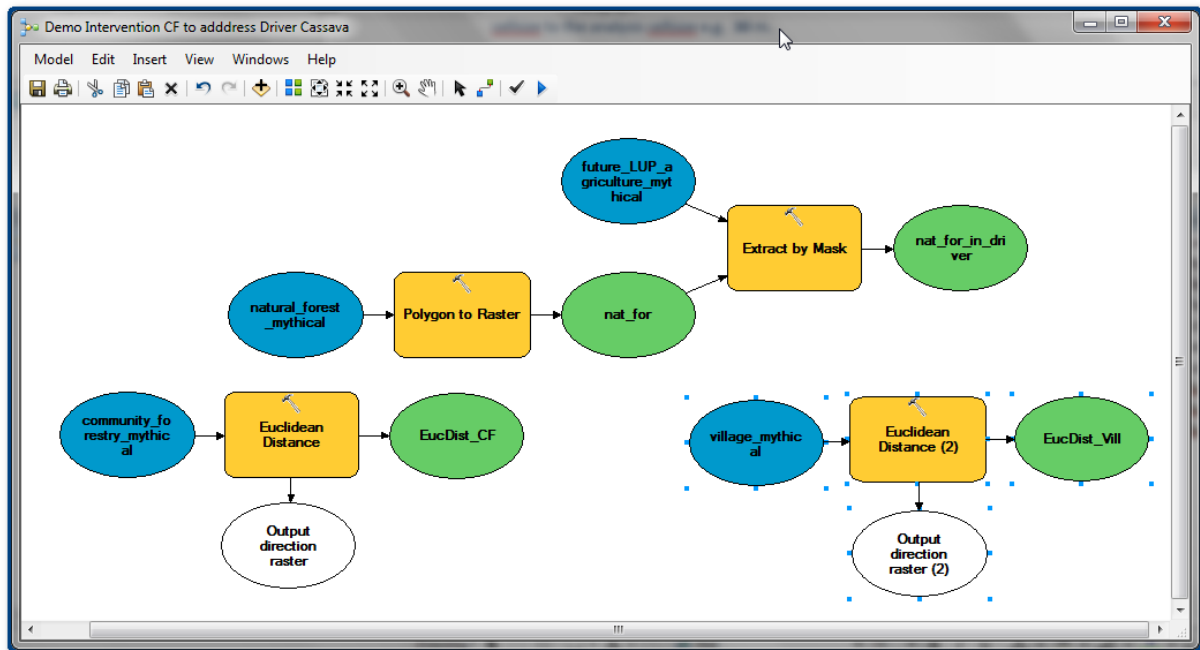 Demo Intervention CF to adddress Driver Cassava
Model Edit Insert View Windows Help
future_LUP_a
griculture_myt
hical
Extract by Mask
nat_for_in_dri
ver
natural_forest
_mythical
Polygon to Raster
nat_for
community_fo
restry_mythic
al
Euclidean
Distance
EucDist_CF
village_mythic
al
Euclidean
Distance (2)
EucDist_Vill
Output
direction
raster
Output
direction
raster (2)